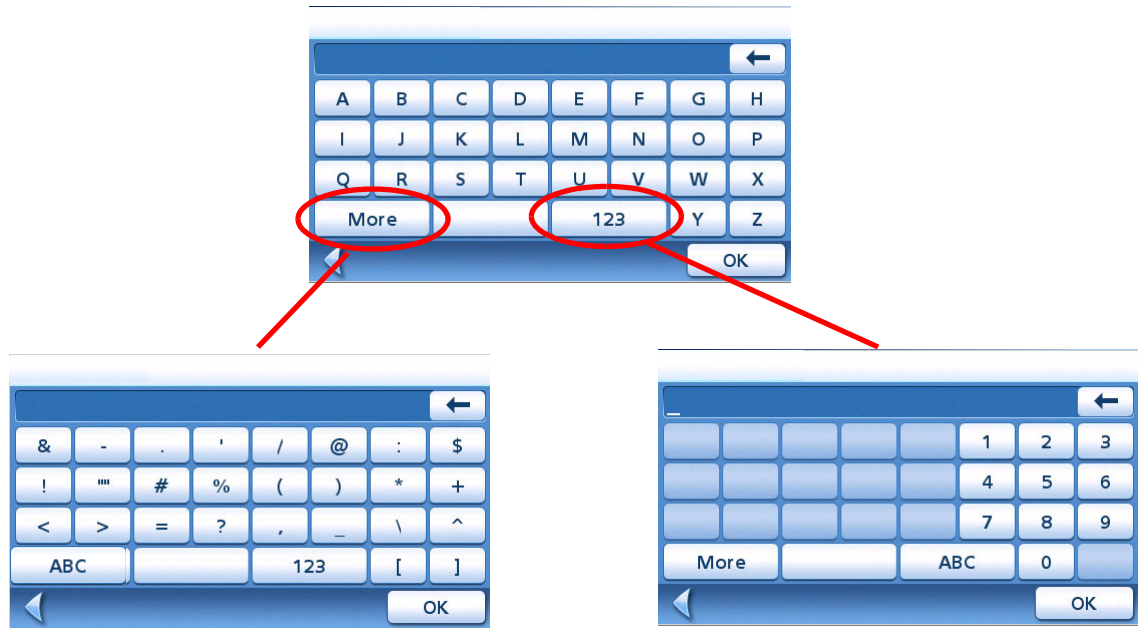 A B C D E F G H
I J K L M N O P
Q R S T U V W X
More 123 Y Z
OK
& - . ' / @ : $
! "" # % ( ) * +
< > = ? , _ \ ^
ABC 123 [ ]
OK
_
1 2 3
4 5 6
7 8 9
More ABC 0
OK